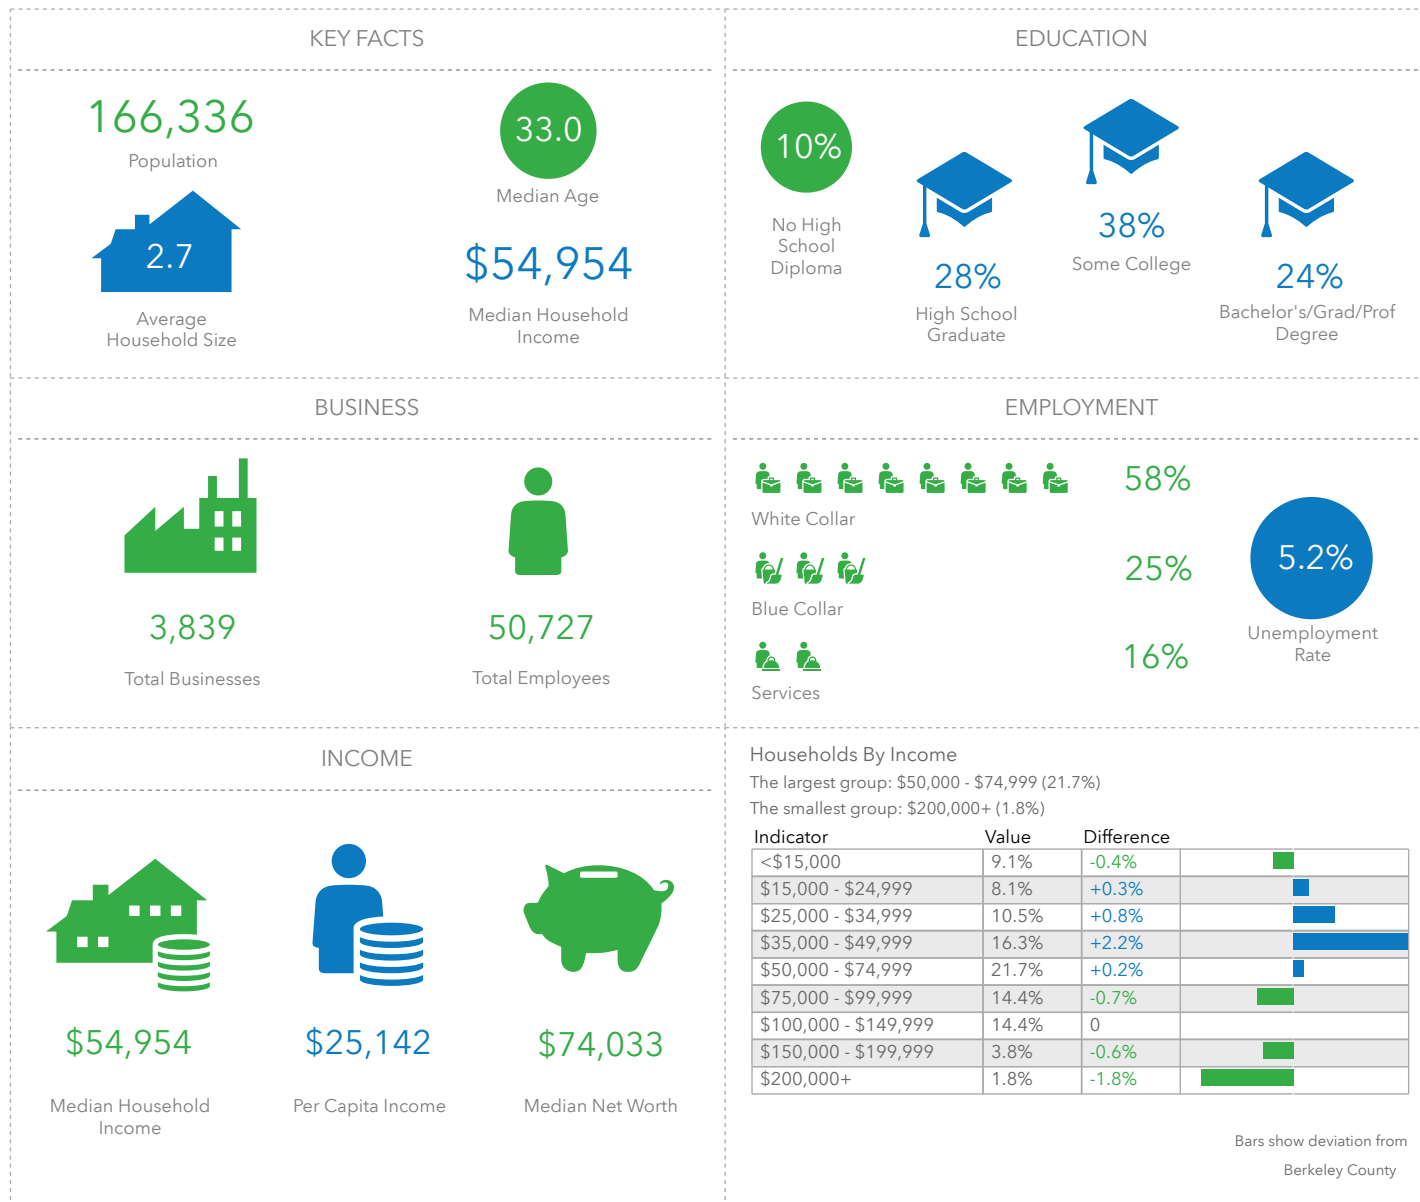 KEY FACTS
166,336
Population
33.0
Median Age
2.7
Average
Household Size
$54,954
Median Household
Income
EDUCATION
10%
No High
School
Diploma
28%
High School
Graduate
38%
Some College
24%
Bachelor's/Grad/Prof
Degree
BUSINESS
3,839
Total Businesses
50,727
Total Employees
EMPLOYMENT
58%
White Collar
25%
Blue Collar
16%
Services
5.2%
Unemployment
Rate
INCOME
$54,954
Median Household
Income
$25,142
Per Capita Income
$74,033
Median Net Worth
Households By Income
The largest group: $50,000 - $74,999 (21.7%)
The smallest group: $200,000+ (1.8%)
Indicator Value Difference
<$15,000 9.1% -0.4%
$15,000 - $24,999 8.1% +0.3%
$25,000 - $34,999 10.5% +0.8%
$35,000 - $49,999 16.3% +2.2%
$50,000 - $74,999 21.7% +0.2%
$75,000 - $99,999 14.4% -0.7%
$100,000 - $149,999 14.4% 0
$150,000 - $199,999 3.8% -0.6%
$200,000+ 1.8% -1.8%
Bars show deviation from
Berkeley County